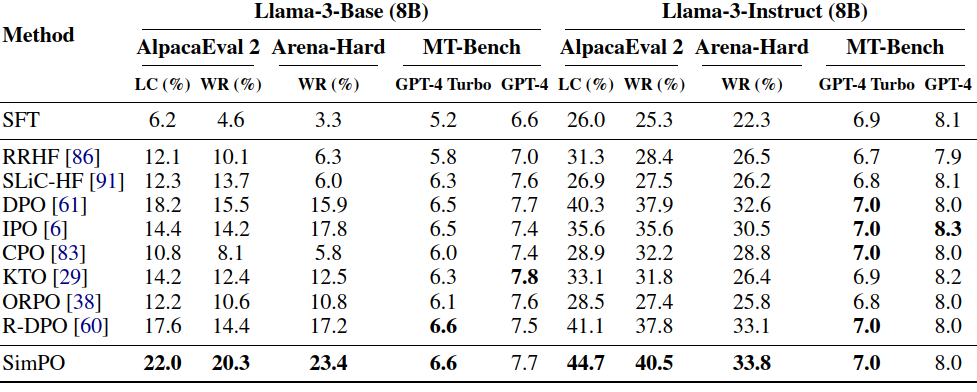 Method Llama-3-Base (8B) Llama-3-Instruct (8B)
AlpacaEval 2 Arena-Hard MT-Bench AlpacaEval 2 Arena-Hard MT-Bench
LC (%) WR (%) WR (%) GPT-4 Turbo GPT-4 LC (%) WR (%) WR (%) GPT-4 Turbo GPT-4
SFT 6.2 4.6 3.3 5.2 6.6 26.0 25.3 22.3 6.9 8.1
RRHF [86] 12.1 10.1 6.3 5.8 7.0 31.3 28.4 26.5 6.7 7.9
SLiC-HF [91] 12.3 13.7 6.0 6.3 7.6 26.9 27.5 26.2 6.8 8.1
DPO [61] 18.2 15.5 15.9 6.5 7.7 40.3 37.9 32.6 7.0 8.0
IPO [6] 14.4 14.2 17.8 6.5 7.4 35.6 35.6 30.5 7.0 8.3
CPO [83] 10.8 8.1 5.8 6.0 7.4 28.9 32.2 28.8 7.0 8.0
KTO [29] 14.2 12.4 12.5 6.3 7.8 33.1 31.8 26.4 6.9 8.2
ORPO [38] 12.2 10.6 10.8 6.1 7.6 28.5 27.4 25.8 6.8 8.0
R-DPO [60] 17.6 14.4 17.2 6.6 7.5 41.1 37.8 33.1 7.0 8.0
SimPO 22.0 20.3 23.4 6.6 7.7 44.7 40.5 33.8 7.0 8.0